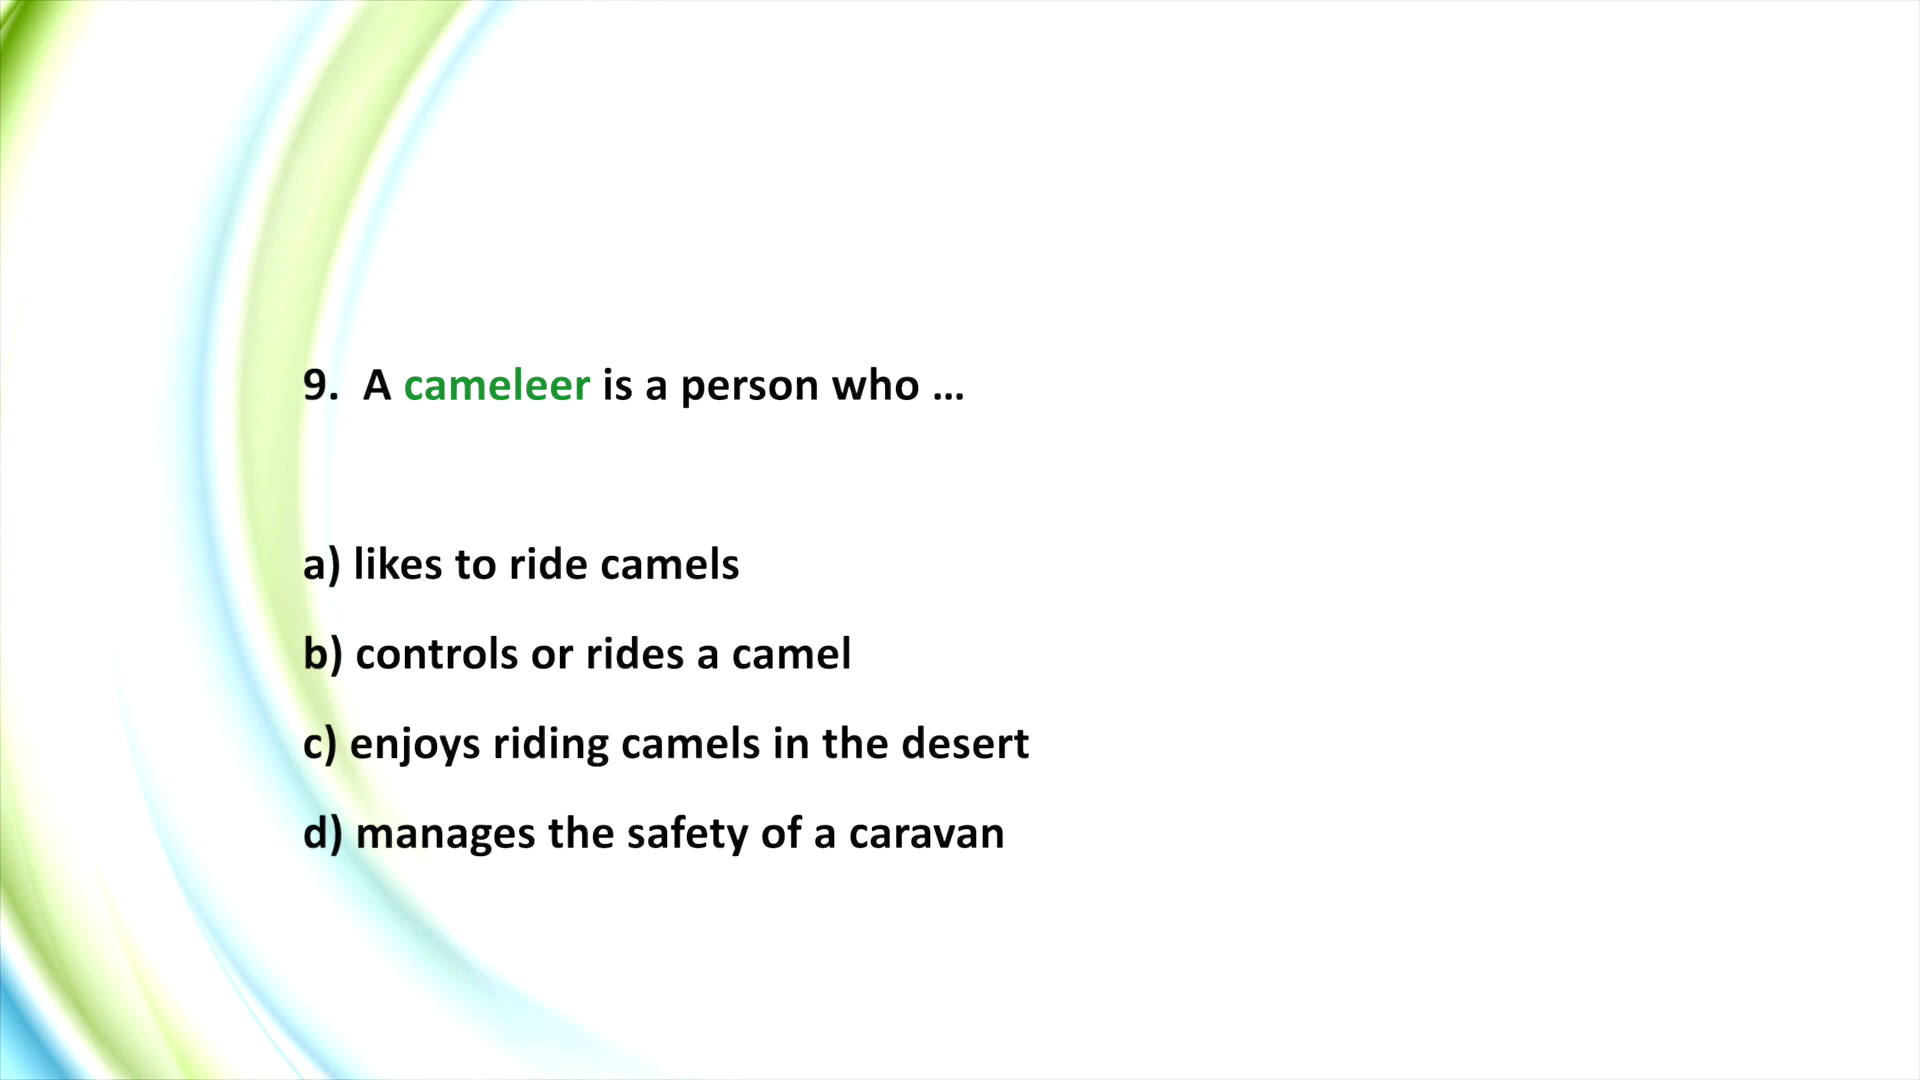 9.  A cameleer is a person who ...
a) likes to ride camels
b) controls or rides a camel
c) enjoys riding camels in the desert
d) manages the safety of a caravan